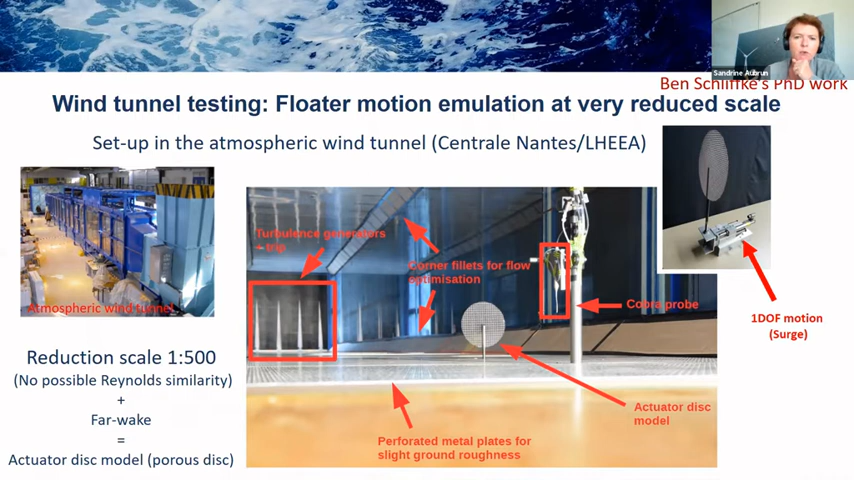 Sandrine Aubrun
Ben Schliffke's PhD work
Wind tunnel testing: Floater motion emulation at very reduced scale
Set-up in the atmospheric wind tunnel (Centrale Nantes/LHEEA)
Turbulence generators
+ trip
Corner fillets for flow
optimisation
Cobra probe
Atmospheric wind tunnel
1DOF motion
(Surge)
Reduction scale 1:500
(No possible Reynolds similarity)
+
Far-wake
=
Actuator disc model (porous disc)
Actuator disc
model
Perforated metal plates for
slight ground roughness